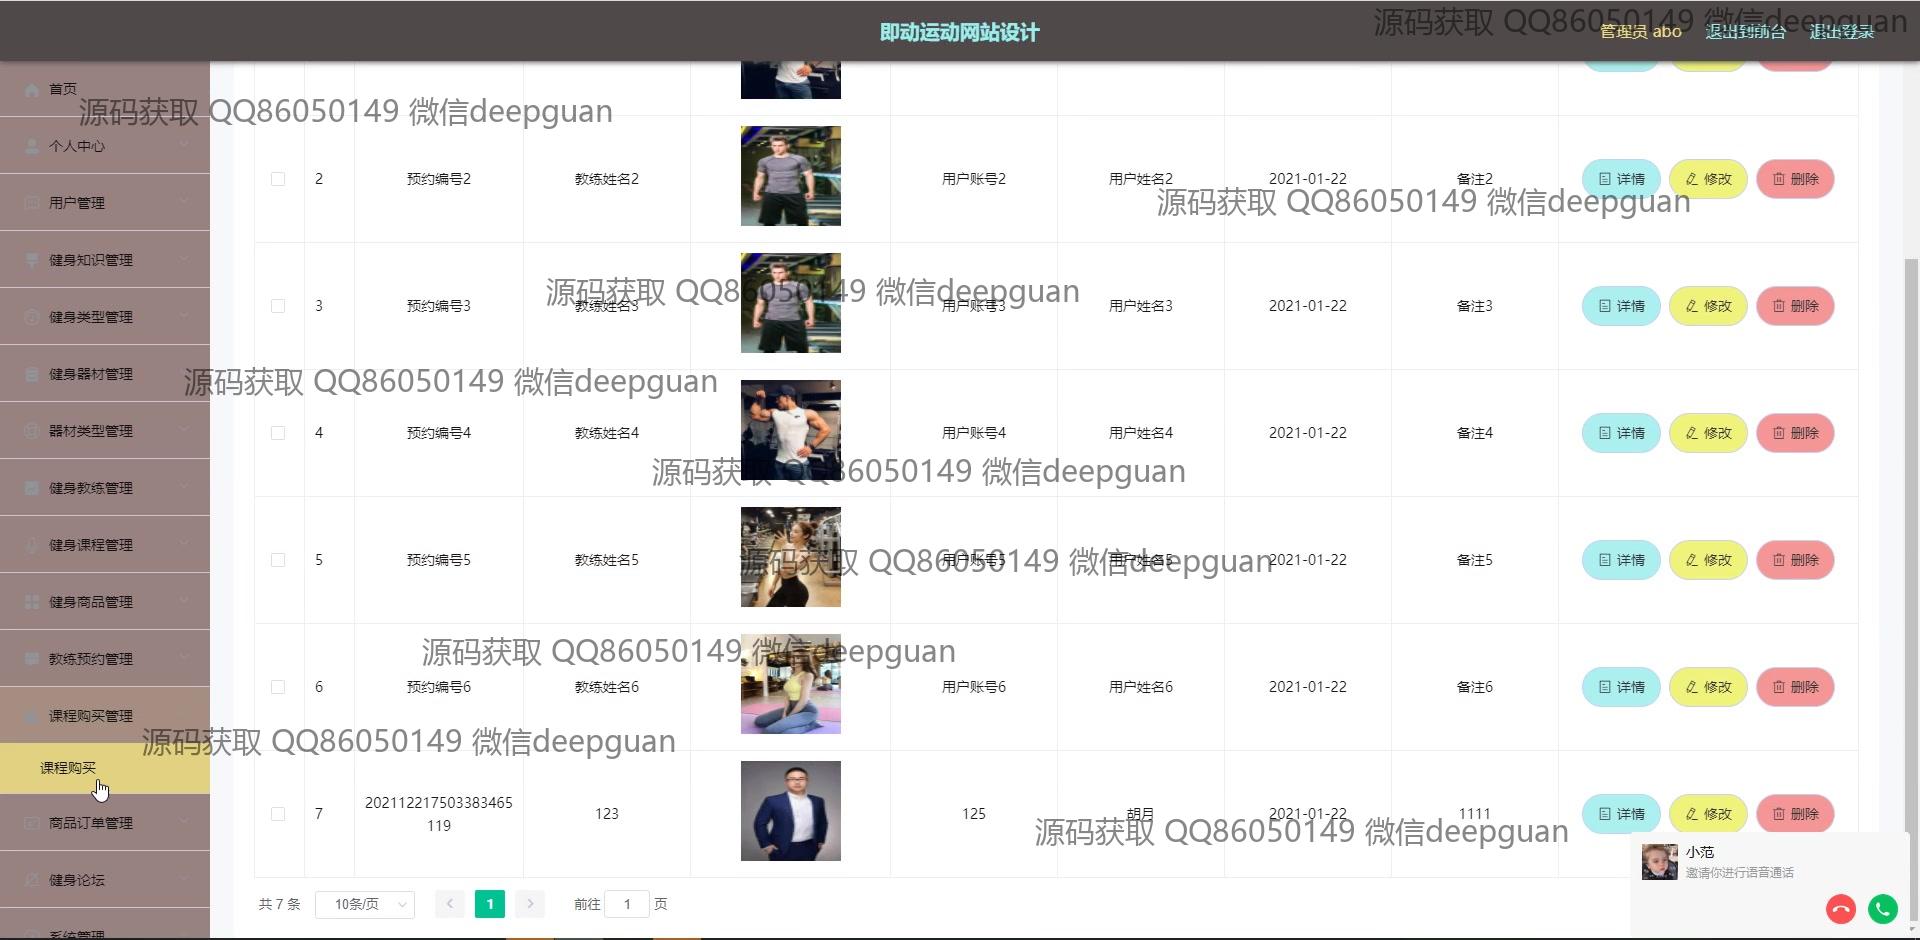 即动运动网站设计
管理员 abo
退出到前台
退出登录
源码获取 QQ86050149 微信deepguan
首页
源码获取 QQ86050149 微信deepguan
个人中心
用户管理
健身知识管理
健身类型管理
健身器材管理
器材类型管理
健身教练管理
健身课程管理
健身商品管理
教练预约管理
课程购买管理
课程购买
商品订单管理
健身论坛
系统管理
2 预约编号2 教练姓名2 用户账号2 用户姓名2 2021-01-22 备注2 详情 修改 删除
源码获取 QQ86050149 微信deepguan
源码获取 QQ86050149 微信deepguan
3 预约编号3 教练姓名3 用户账号3 用户姓名3 2021-01-22 备注3 详情 修改 删除
源码获取 QQ86050149 微信deepguan
4 预约编号4 教练姓名4 用户账号4 用户姓名4 2021-01-22 备注4 详情 修改 删除
源码获取 QQ86050149 微信deepguan
5 预约编号5 教练姓名5 用户账号5 用户姓名5 2021-01-22 备注5 详情 修改 删除
源码获取 QQ86050149 微信deepguan
源码获取 QQ86050149 微信deepguan
6 预约编号6 教练姓名6 用户账号6 用户姓名6 2021-01-22 备注6 详情 修改 删除
源码获取 QQ86050149 微信deepguan
7 202112217503383465 123 125 胡月 2021-01-22 1111 详情 修改 删除
119
源码获取 QQ86050149 微信deepguan
小范
邀请你进行语音通话
共 7 条 10条/页 1 前往 1 页